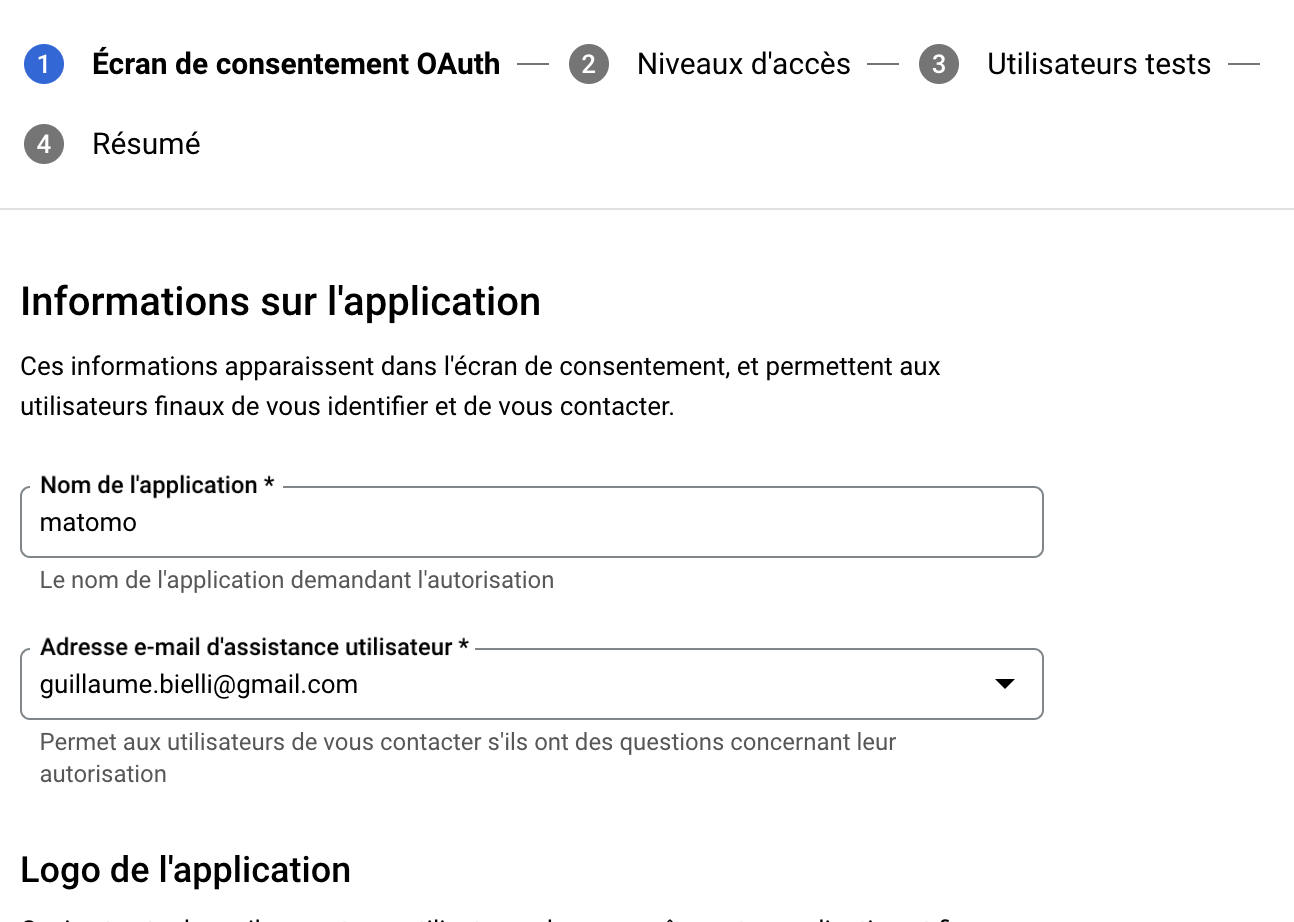 1 Écran de consentement OAuth — 2 Niveaux d'accès — 3 Utilisateurs tests —
4 Résumé
Informations sur l'application
Ces informations apparaissent dans l'écran de consentement, et permettent aux
utilisateurs finaux de vous identifier et de vous contacter.
Nom de l'application *
matomo
Le nom de l'application demandant l'autorisation
Adresse e-mail d'assistance utilisateur *
guillaume.bielli@gmail.com
Permet aux utilisateurs de vous contacter s'ils ont des questions concernant leur
autorisation
Logo de l'application